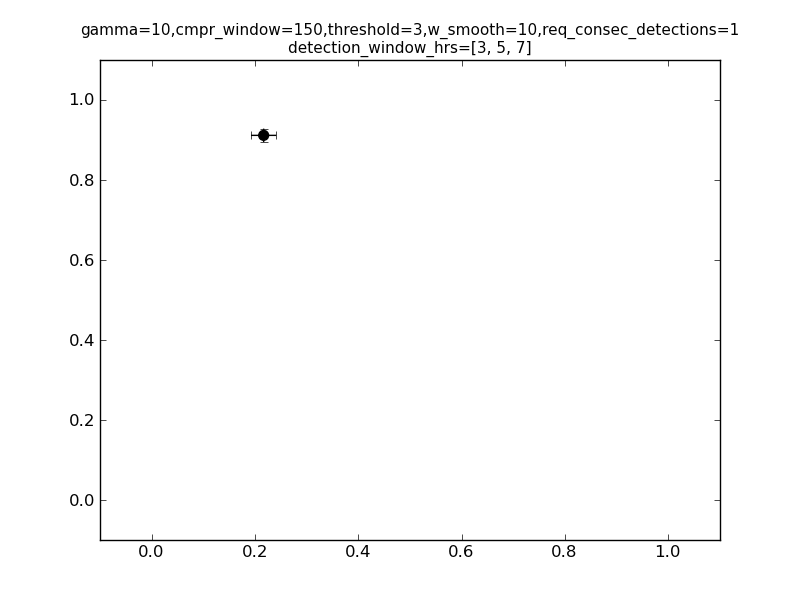 gamma=10,cmpr_window=150,threshold=3,w_smooth=10,req_consec_detections=1
detection_window_hrs=[3, 5, 7]
1.0
0.8
0.6
0.4
0.2
0.0
0.0 0.2 0.4 0.6 0.8 1.0